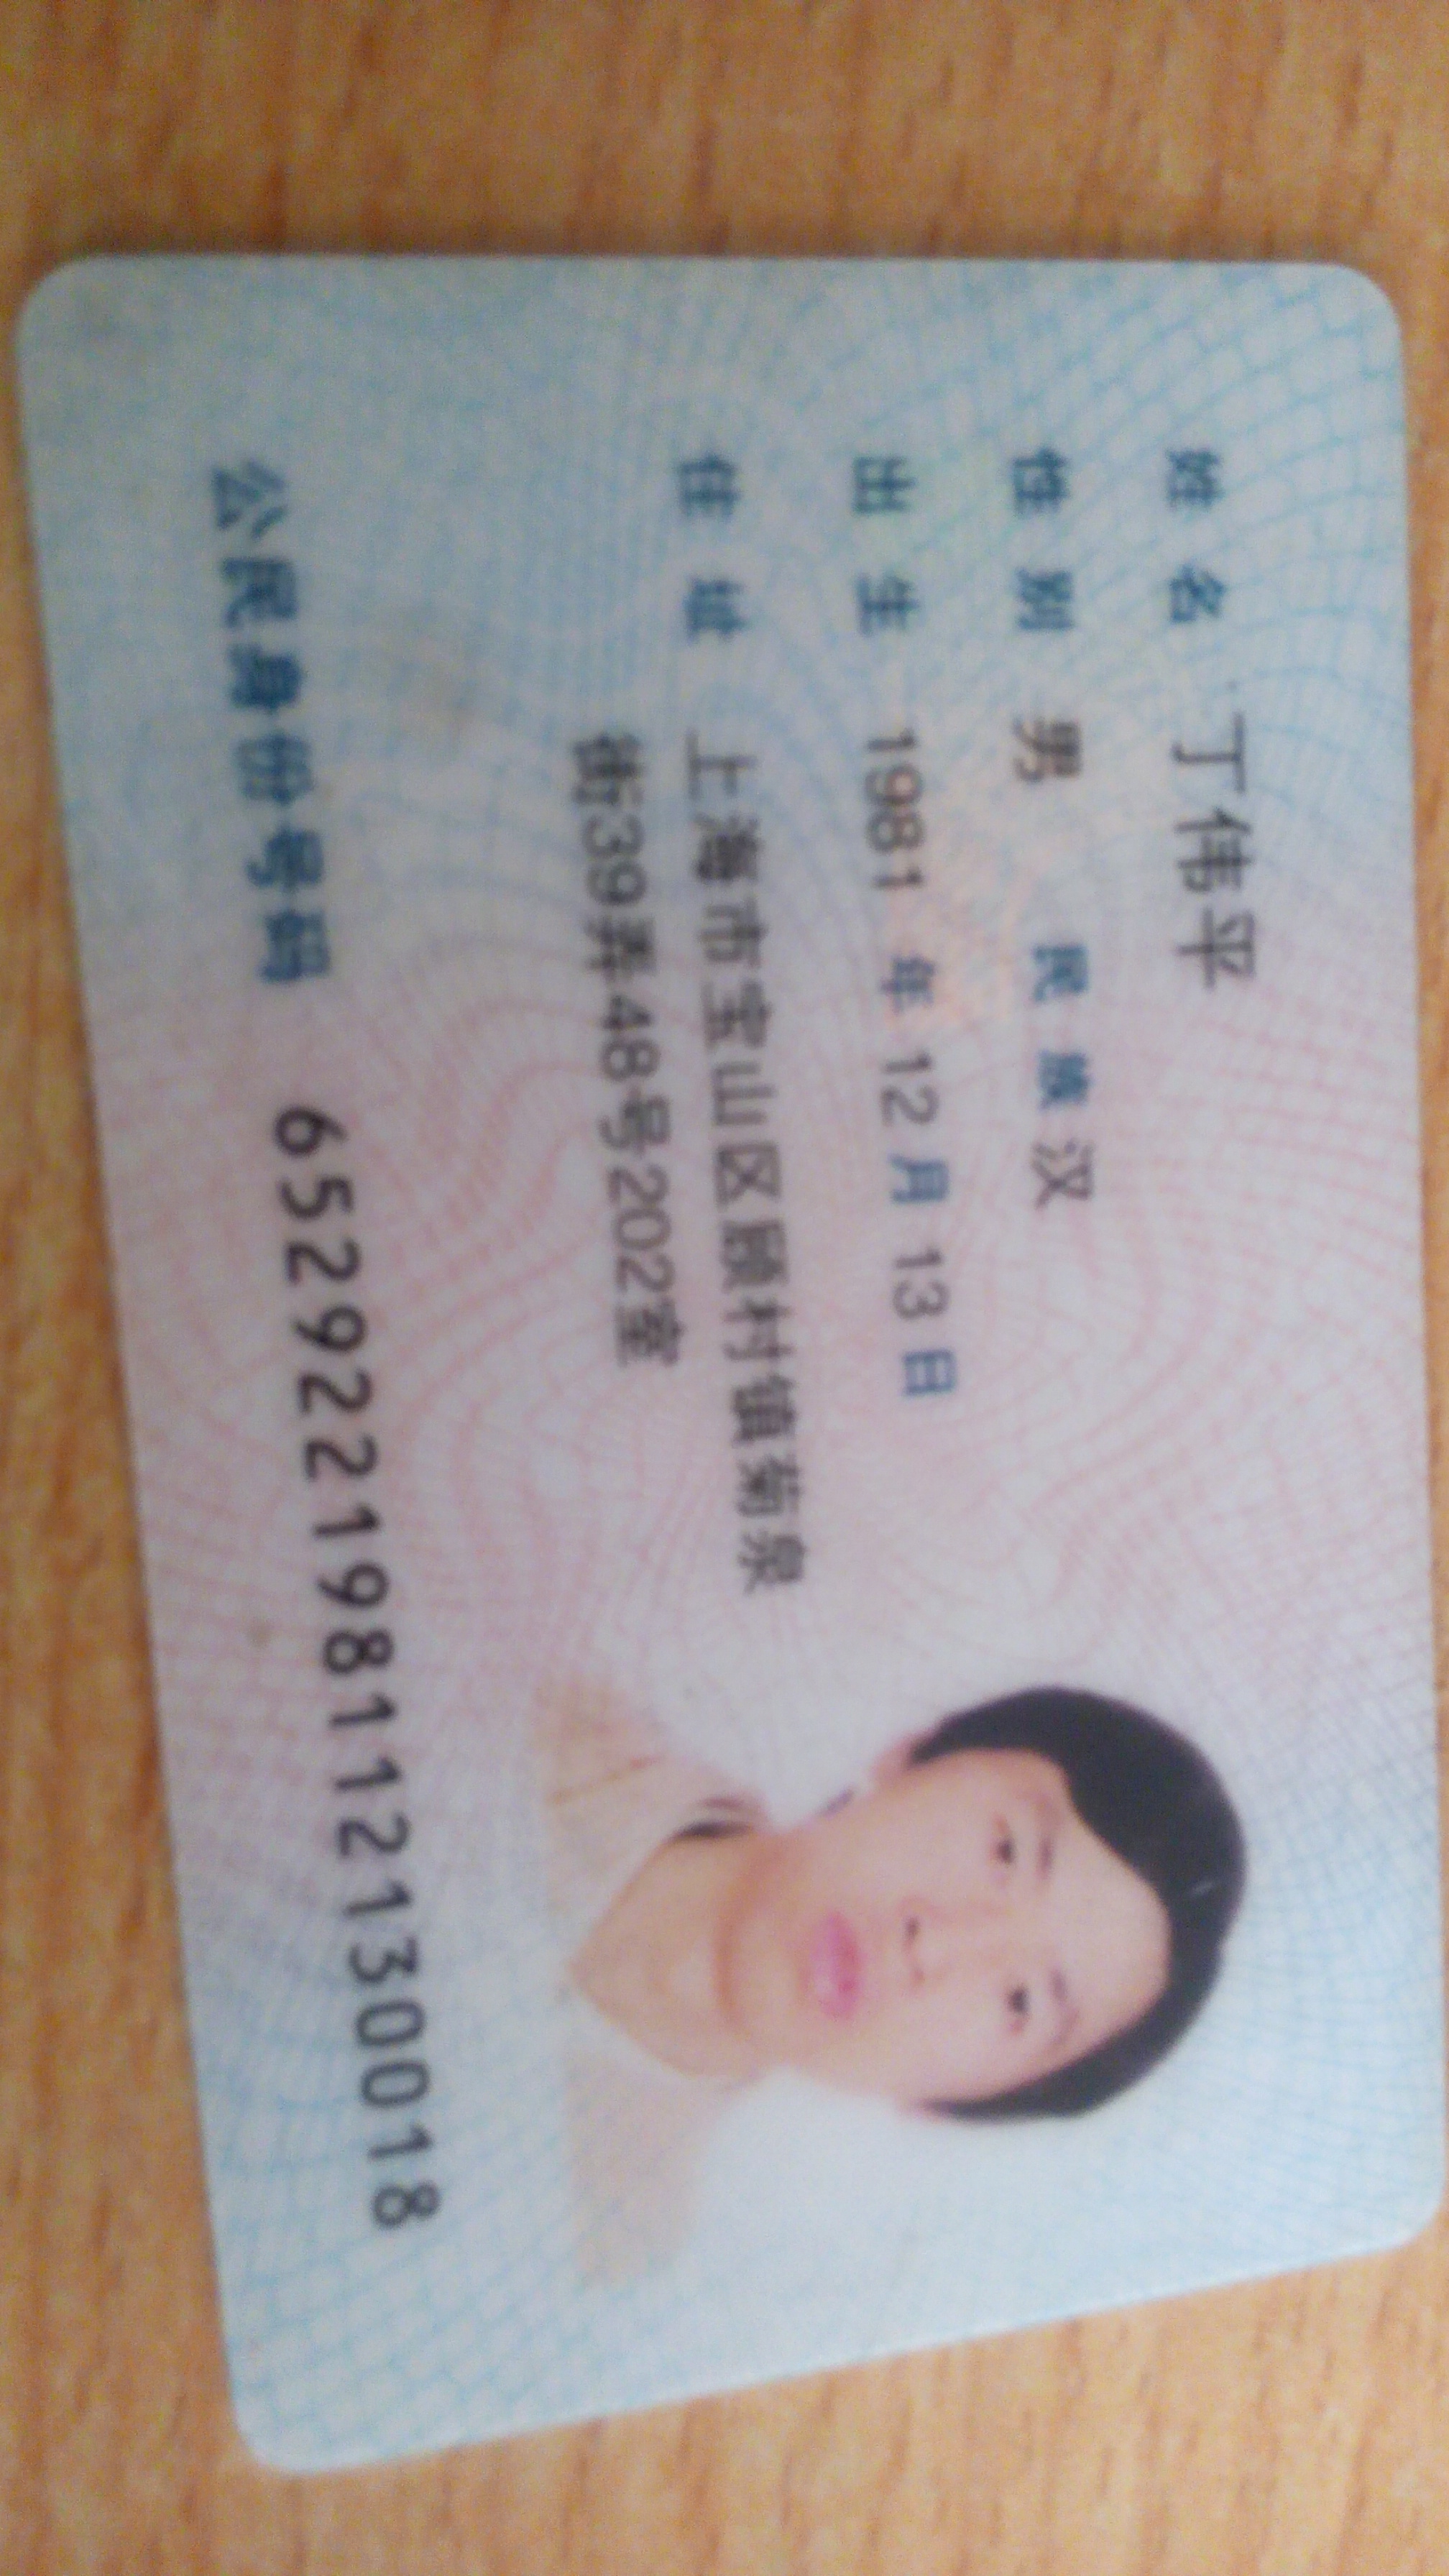 姓名 丁伟平
性别 男 民族 汉
出生 1981 年 12 月 13 日
住址 上海市宝山区顾村镇菊泉
街39弄48号202室
公民身份号码 652922198112130018